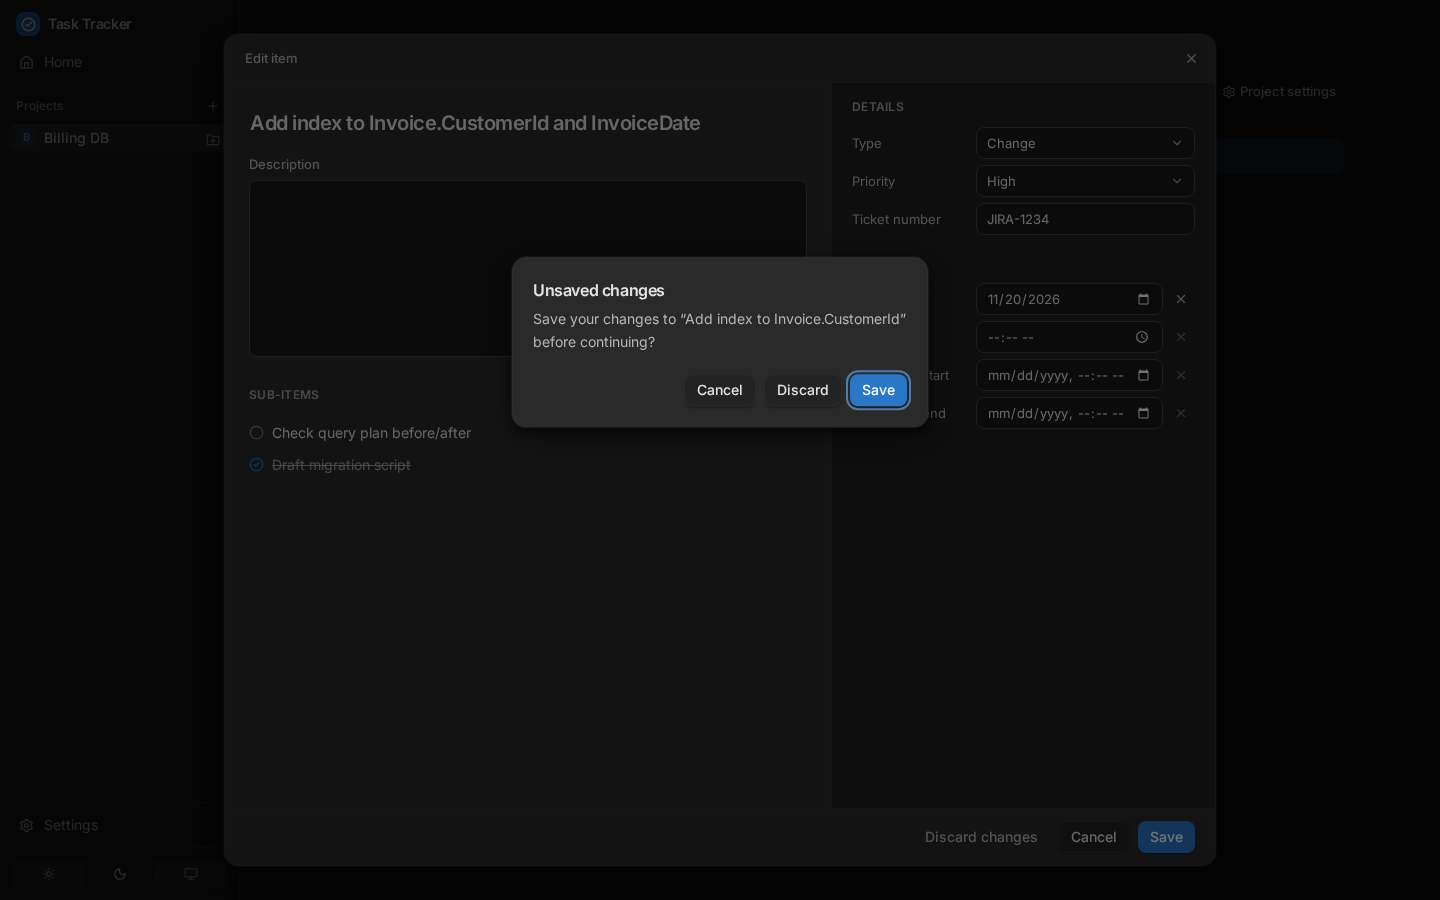 Task Tracker
Home
Projects
B Billing DB
Settings
Project settings
Edit item
Add index to Invoice.CustomerId and InvoiceDate
Description
SUB-ITEMS
Check query plan before/after
Draft migration script
DETAILS
Type Change
Priority High
Ticket number JIRA-1234
11/20/2026
--:-- --
tart mm/dd/yyyy, --:-- --
end mm/dd/yyyy, --:-- --
Unsaved changes
Save your changes to “Add index to Invoice.CustomerId”
before continuing?
Cancel Discard Save
Discard changes Cancel Save